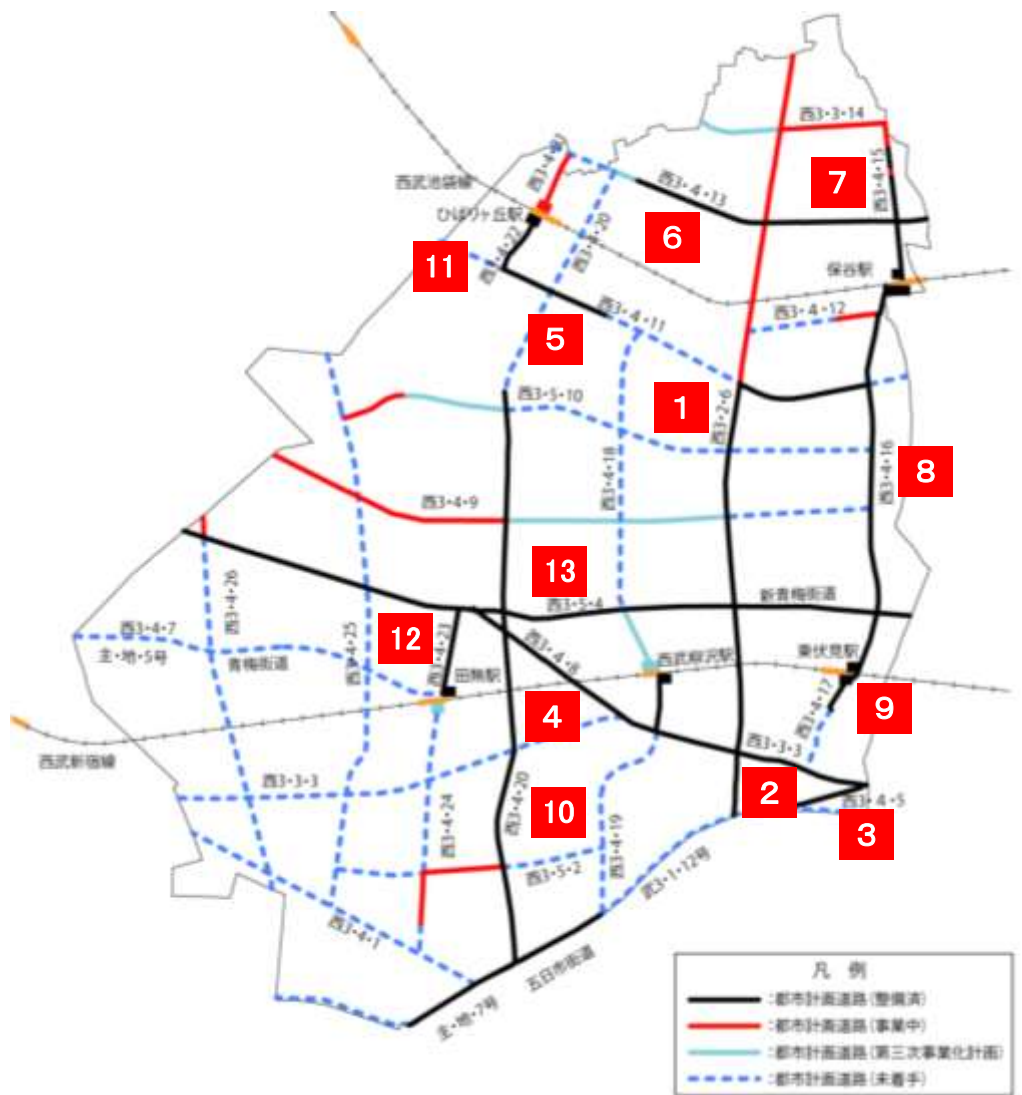 西3・3・14
西3・4・15
7
西3・4・21
西武池袋線
西3・4・13
ひばりヶ丘駅
西3・4・20
6
11
西3・4・22
保谷駅
西3・4・12
西3・4・11
5
西3・5・10
1
西3・2・6
西3・4・16
西3・4・18
8
西3・4・9
13
新青梅街道
西3・5・4
西3・4・26
西3・4・7
主・地・5号
青梅街道
西3・4・25
12
西3・4・23
田無駅
西3・4・8
西武柳沢駅
東伏見駅
西3・4・17
9
4
西武新宿線
西3・3・3
西3・3・3
2
西3・4・5
3
西3・4・24
西3・4・20
10
西3・4・19
西3・5・2
武3・1・12号
西3・4・1
五日市街道
主・地・7号
凡 例
:都市計画道路(整備済)
:都市計画道路(事業中)
:都市計画道路(第三次事業化計画)
:都市計画道路(未着手)